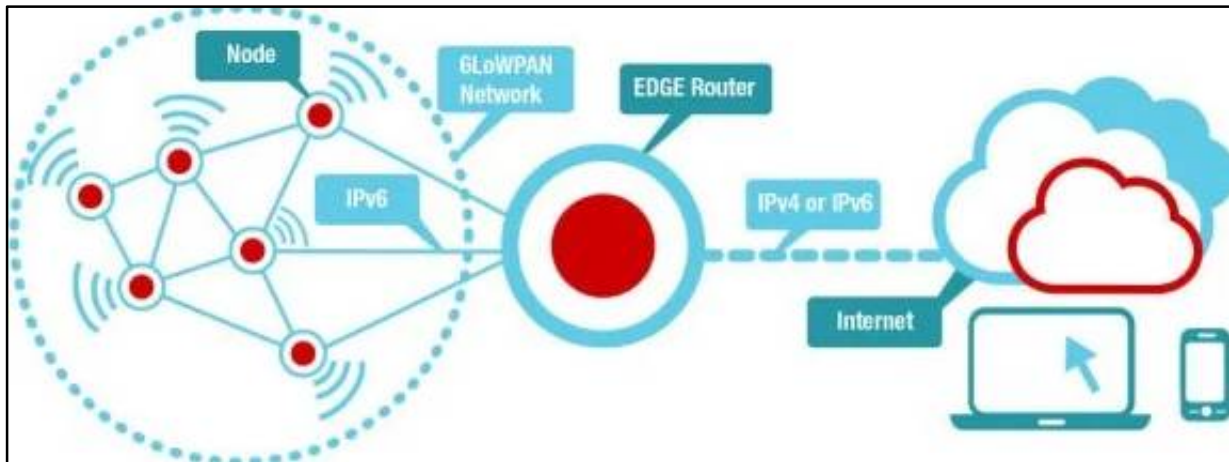 Node
6LoWPAN
Network
EDGE Router
IPv6
IPv4 or IPv6
Internet